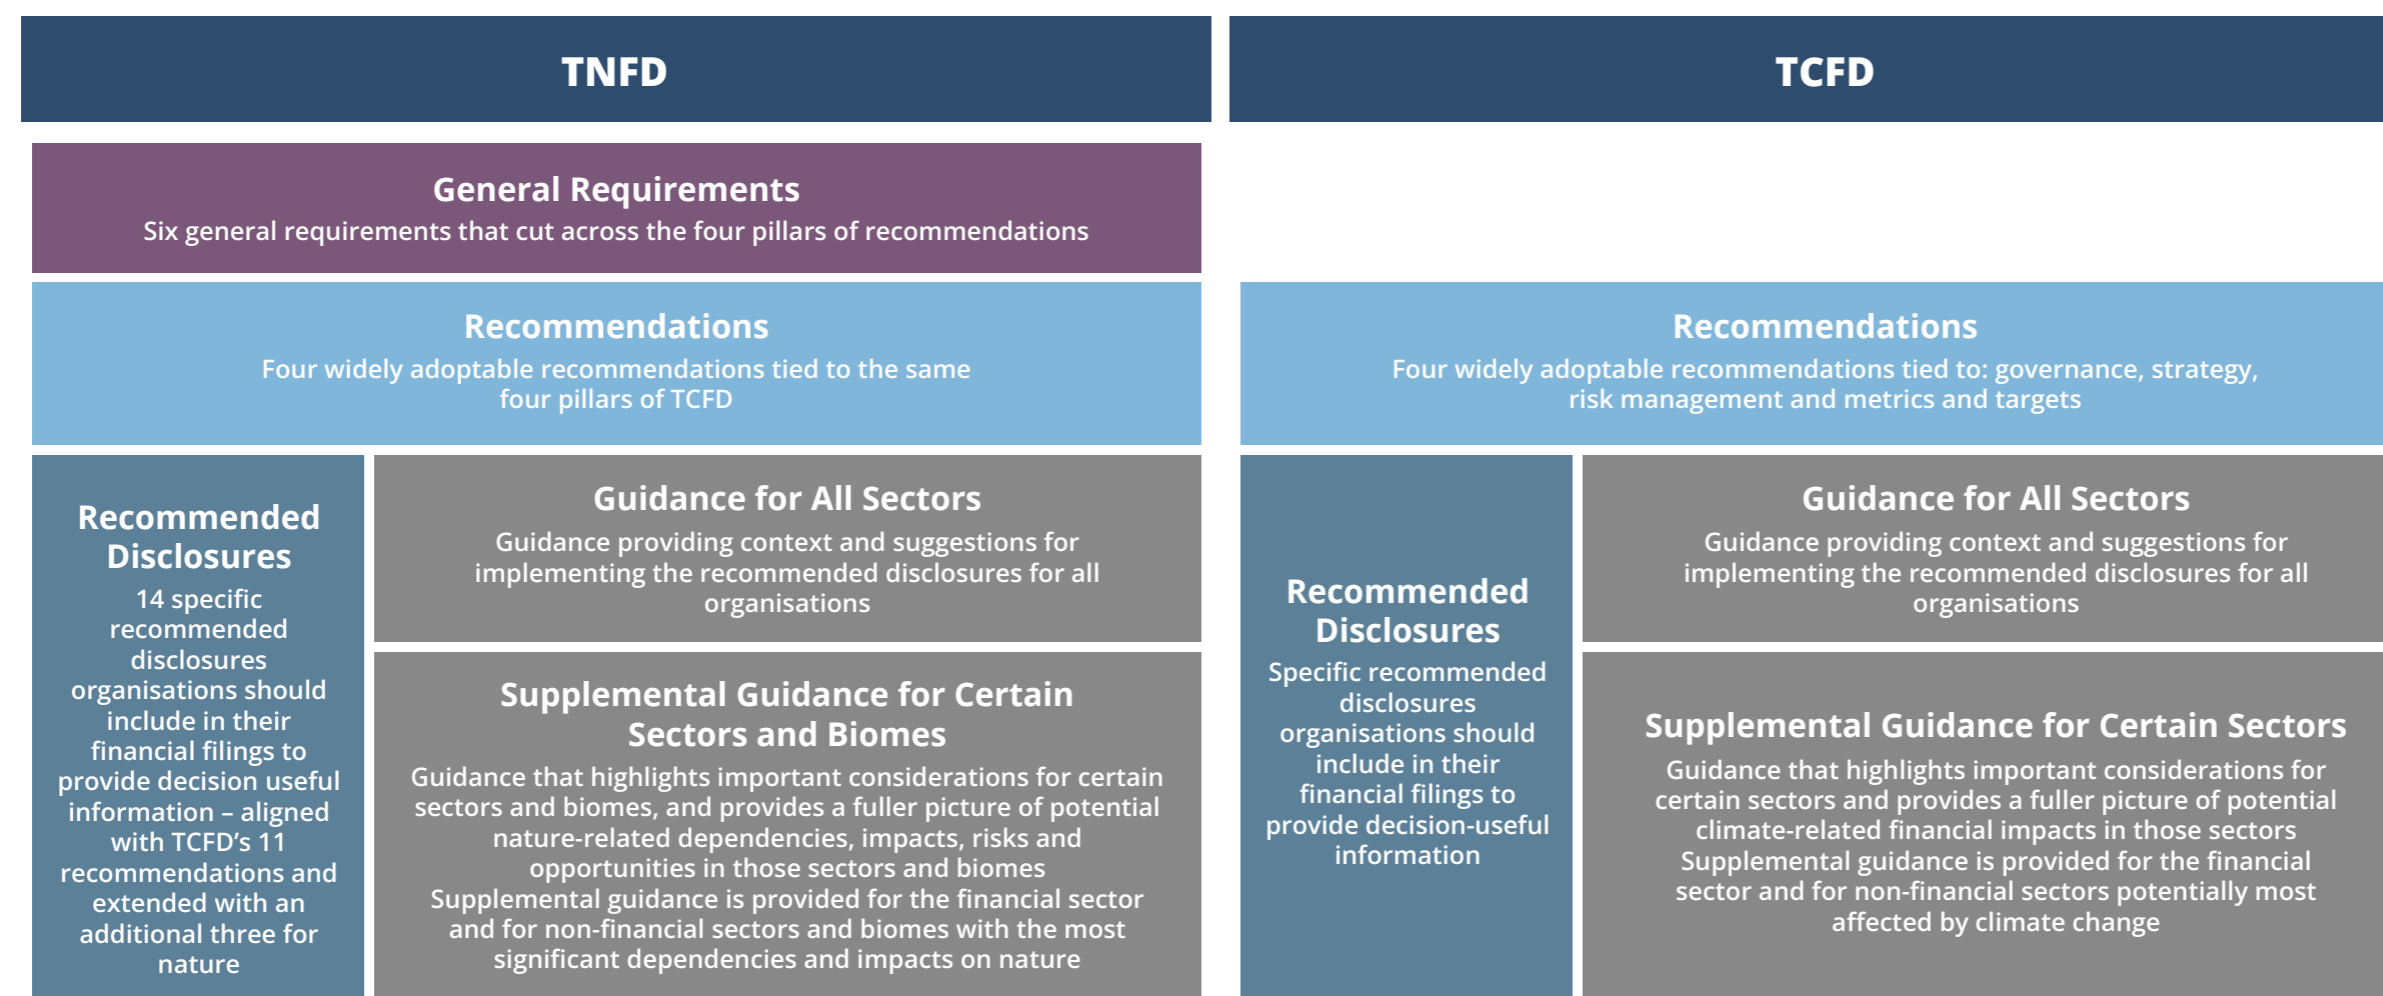 TNFD
General Requirements
Six general requirements that cut across the four pillars of recommendations
Recommendations
Four widely adoptable recommendations tied to the same
four pillars of TCFD
Recommended
Disclosures
14 specific
recommended
disclosures
organisations should
include in their
financial filings to
provide decision useful
information – aligned
with TCFD’s 11
recommendations and
extended with an
additional three for
nature
Guidance for All Sectors
Guidance providing context and suggestions for
implementing the recommended disclosures for all
organisations
Supplemental Guidance for Certain
Sectors and Biomes
Guidance that highlights important considerations for certain
sectors and biomes, and provides a fuller picture of potential
nature-related dependencies, impacts, risks and
opportunities in those sectors and biomes
Supplemental guidance is provided for the financial sector
and for non-financial sectors and biomes with the most
significant dependencies and impacts on nature
TCFD
Recommendations
Four widely adoptable recommendations tied to: governance, strategy,
risk management and metrics and targets
Recommended
Disclosures
Specific recommended
disclosures
organisations should
include in their
financial filings to
provide decision-useful
information
Guidance for All Sectors
Guidance providing context and suggestions for
implementing the recommended disclosures for all
organisations
Supplemental Guidance for Certain Sectors
Guidance that highlights important considerations for
certain sectors and provides a fuller picture of potential
climate-related financial impacts in those sectors
Supplemental guidance is provided for the financial
sector and for non-financial sectors potentially most
affected by climate change